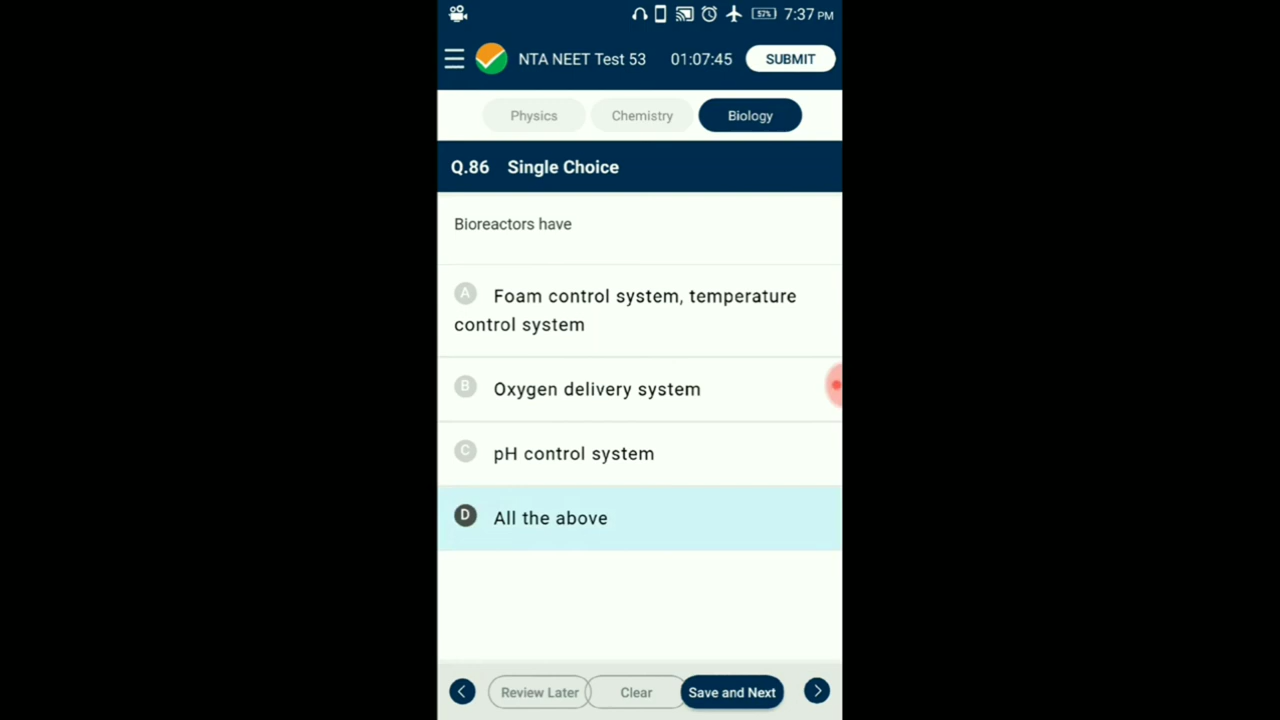 57% 7:37 PM
NTA NEET Test 53 01:07:45 SUBMIT
Physics Chemistry Biology
Q.86 Single Choice
Bioreactors have
A Foam control system, temperature
control system
B Oxygen delivery system
C pH control system
D All the above
Review Later Clear Save and Next